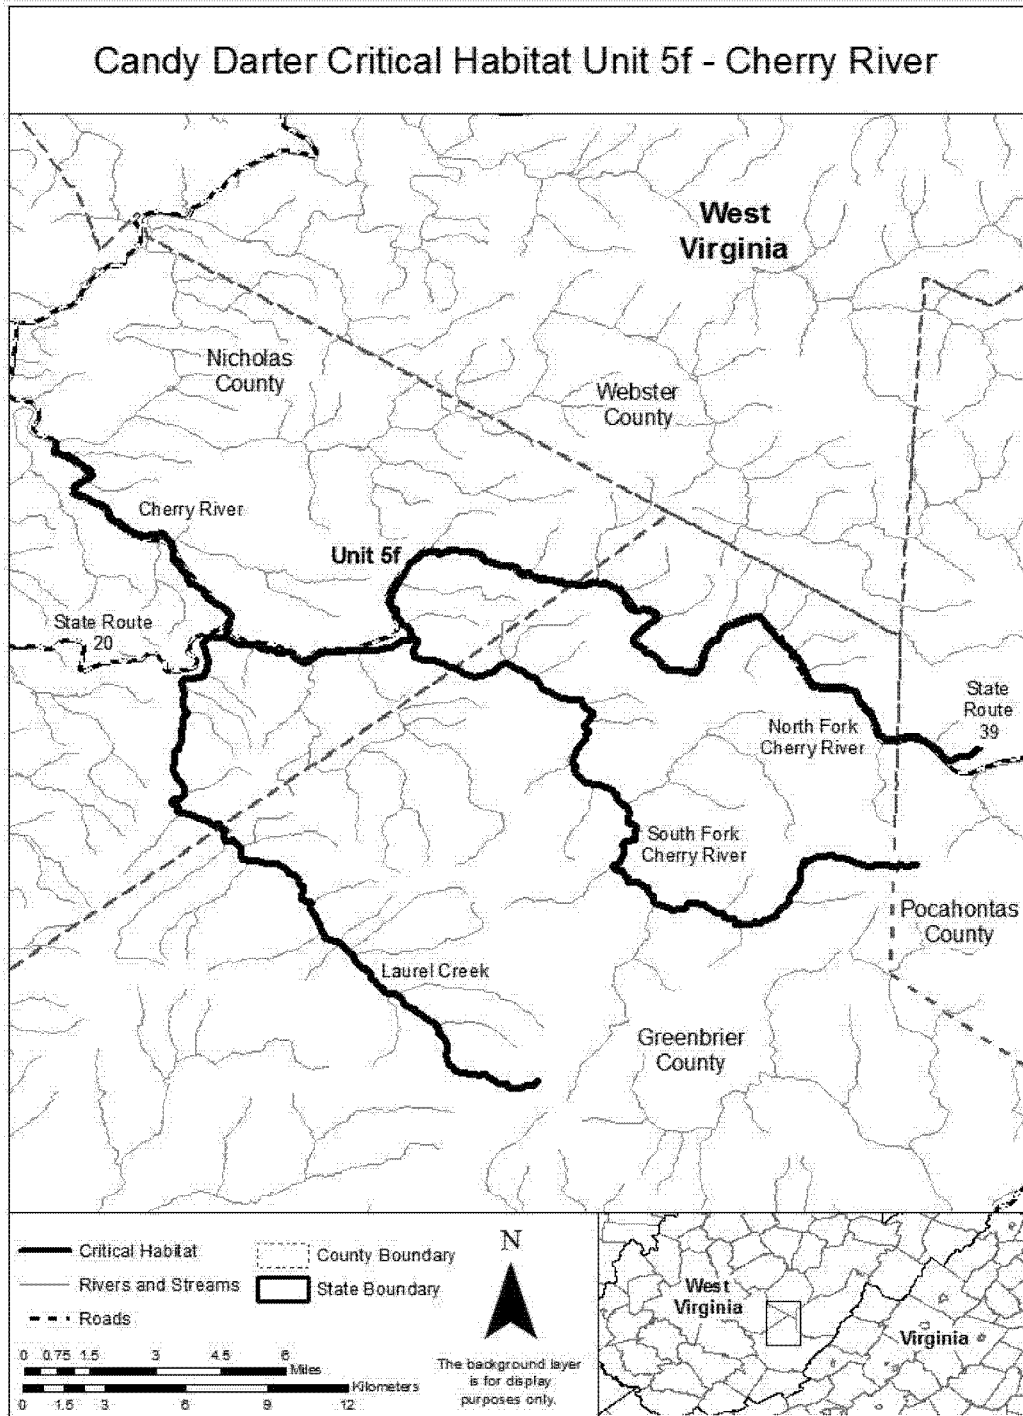 Candy Darter Critical Habitat Unit 5f - Cherry River
West
Virginia
Nicholas
County
Webster
County
Cherry River
Unit 5f
State Route
20
State
Route
39
North Fork
Cherry River
South Fork
Cherry River
Pocahontas
County
Laurel Creek
Greenbrier
County
Critical Habitat
Rivers and Streams
Roads
County Boundary
State Boundary
0 0.75 1.5 3 4.5 6
Miles
Kilometers
0 1.5 3 6 9 12
N
The background layer
is for display
purposes only.
West
Virginia
Virginia